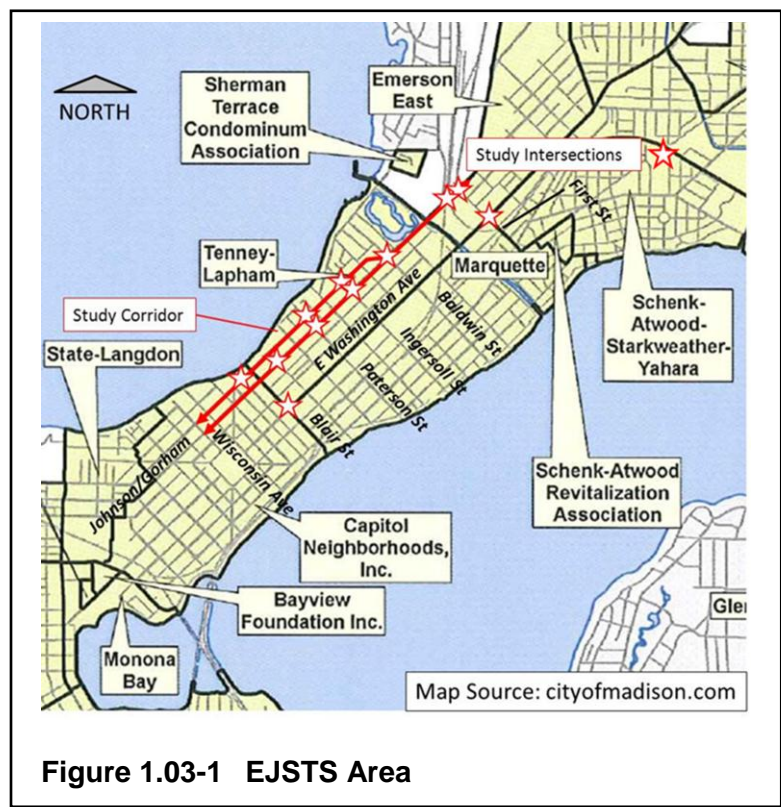 NORTH
Sherman
Terrace
Condominum
Association
Emerson
East
Study Intersections
First St
Tenney-
Lapham
Marquette
Study Corridor
E Washington Ave
Baldwin St
Ingersoll St
Paterson St
Blair St
Schenk-
Atwood-
Starkweather-
Yahara
State-Langdon
Johnson/Gorham
Wisconsin Ave
Schenk-Atwood
Revitalization
Association
Capitol
Neighborhoods,
Inc.
Bayview
Foundation Inc.
Monona
Bay
Gler
Map Source: cityofmadison.com
Figure 1.03-1 EJSTS Area